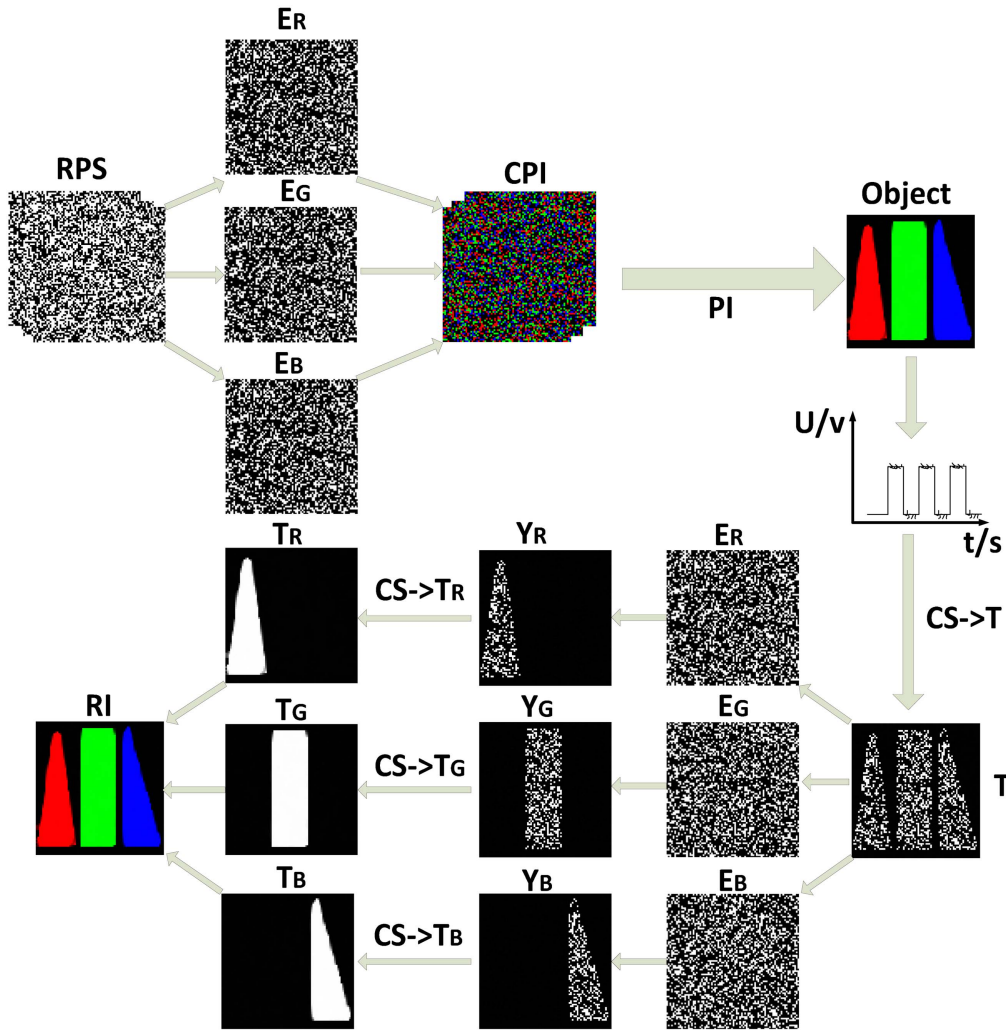 ER
RPS
EG
CPI
Object
PI
EB
U/v
t/s
TR
YR
ER
CS->TR
CS->T
RI
TG
YG
EG
CS->TG
T
TB
YB
EB
CS->TB